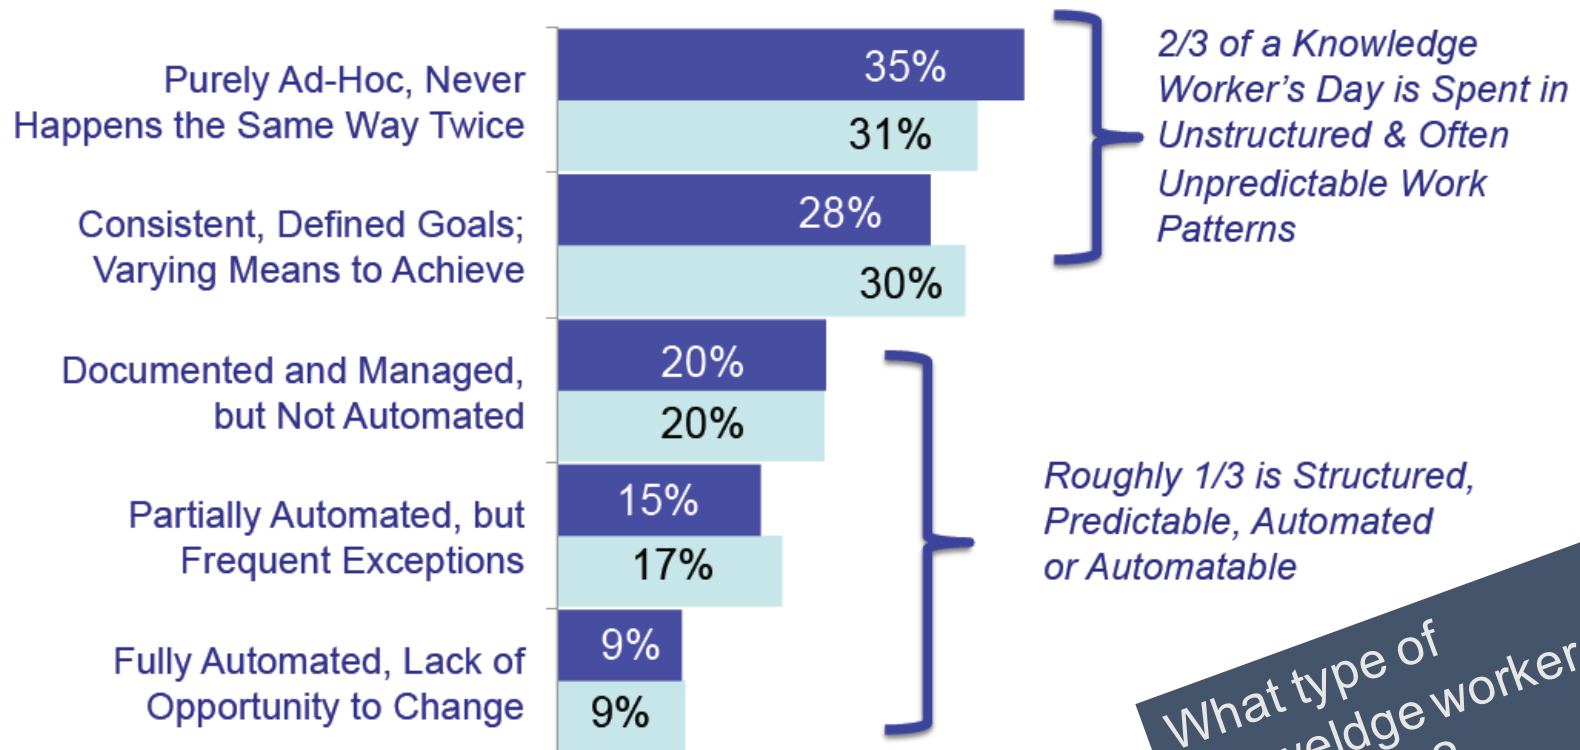 Purely Ad-Hoc, Never
Happens the Same Way Twice
35%
31%
2/3 of a Knowledge
Worker's Day is Spent in
Unstructured & Often
Unpredictable Work
Patterns
Consistent, Defined Goals;
Varying Means to Achieve
28%
30%
Documented and Managed,
but Not Automated
20%
20%
Partially Automated, but
Frequent Exceptions
15%
17%
Roughly 1/3 is Structured,
Predictable, Automated
or Automatable
Fully Automated, Lack of
Opportunity to Change
9%
9%
What type of
worker